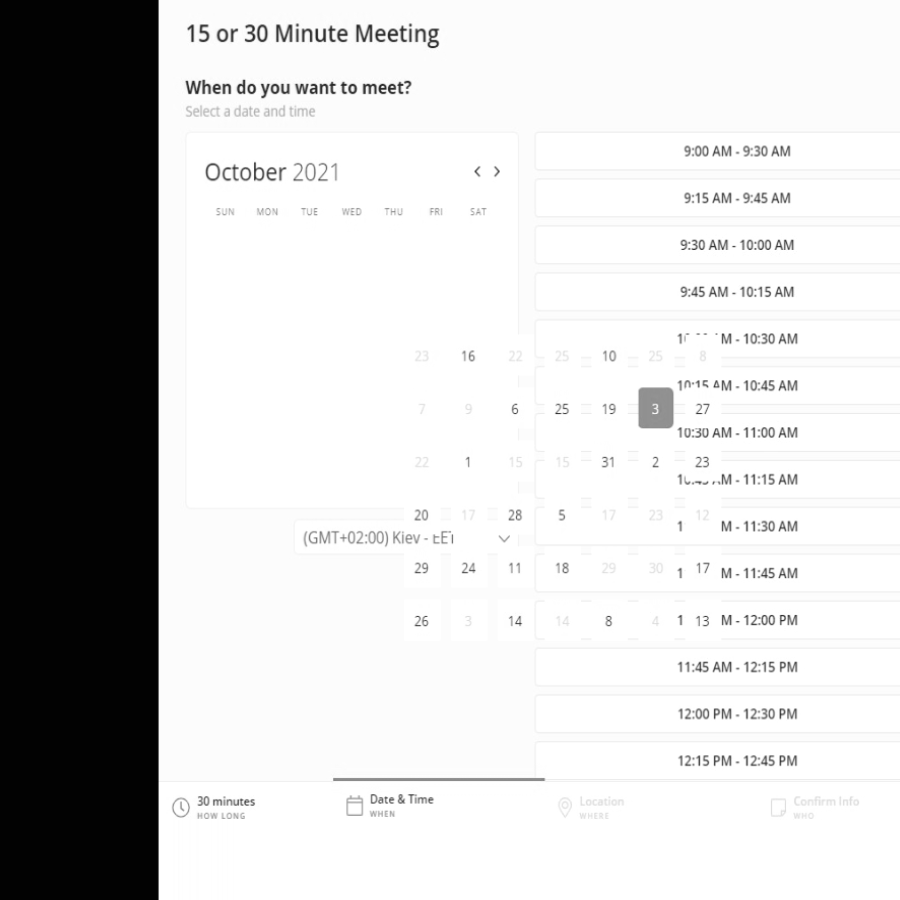 15 or 30 Minute Meeting
When do you want to meet?
Select a date and time
October 2021
SUN MON TUE WED THU FRI SAT
9:00 AM - 9:30 AM
9:15 AM - 9:45 AM
9:30 AM - 10:00 AM
9:45 AM - 10:15 AM
M - 10:30 AM
23 16 22 25 10 25 8
10:15 AM - 10:45 AM
7 9 6 25 19 3 27
10:30 AM - 11:00 AM
22 1 15 15 31 2 23
M - 11:15 AM
20 17 28 5 17 23 12
1 M - 11:30 AM
(GMT+02:00) Kiev -
29 24 11 18 29 30 17
1 M - 11:45 AM
26 3 14 14 8 4 13
1 M - 12:00 PM
11:45 AM - 12:15 PM
12:00 PM - 12:30 PM
12:15 PM - 12:45 PM
30 minutes
HOW LONG
Date & Time
WHEN
Location
WHERE
Confirm Info
WHO